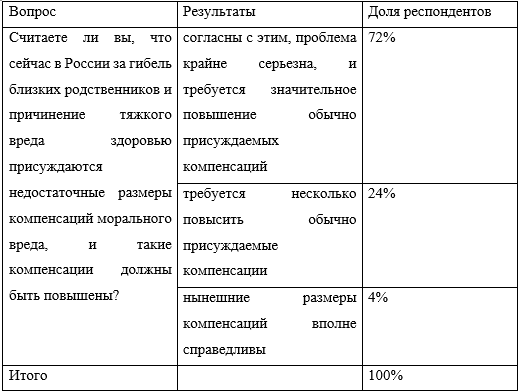 Вопрос
Результаты
Доля респондентов
Считаете ли вы, что
сейчас в России за гибель
близких родственников и
причинение тяжкого
вреда здоровью
присуждаются
недостаточные размеры
компенсаций морального
вреда, и такие
компенсации должны
быть повышены?
согласны с этим, проблема
крайне серьезна, и
требуется значительное
повышение обычно
присуждаемых
компенсаций
72%
требуется несколько
повысить обычно
присуждаемые
компенсации
24%
нынешние размеры
компенсаций вполне
справедливы
4%
Итого
100%